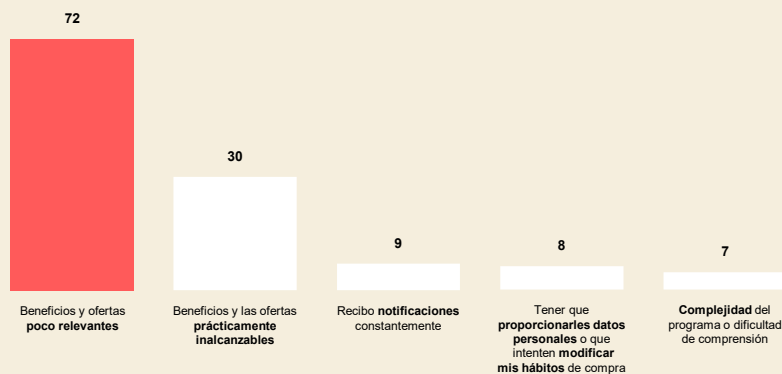 72
Beneficios y ofertas
poco relevantes
30
Beneficios y las ofertas
prácticamente
inalcanzables
9
Recibo notificaciones
constantemente
8
Tener que
proporcionarles datos
personales o que
intenten modificar
mis hábitos de compra
7
Complejidad del
programa o dificultad
de comprensión